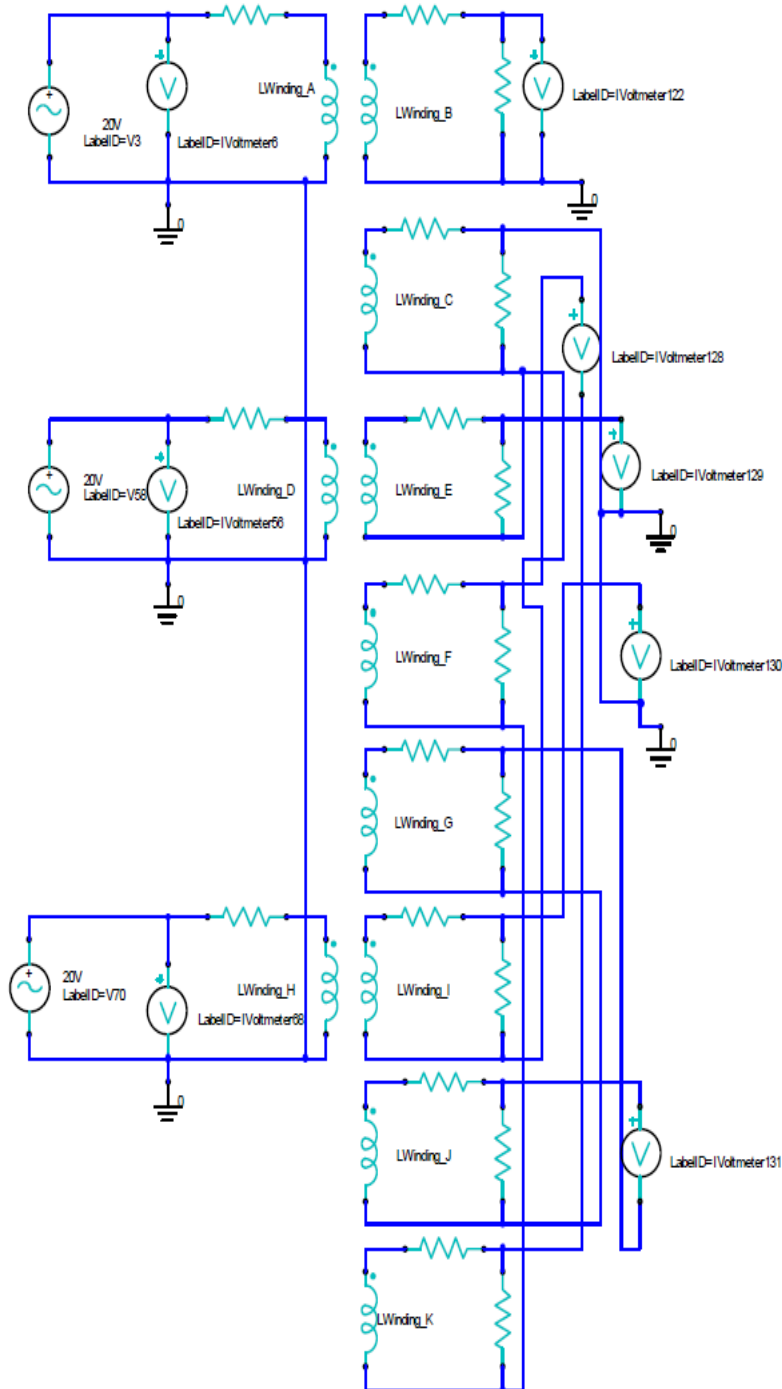 LWinding_A
+
20V
LabelID=V3
LabelID=IVoltmeter6
V
+
0
LWinding_B
V
+
LabelID=IVoltmeter122
0
LWinding_C
+
V
LabelID=IVoltmeter128
+
20V
LabelID=V58
+
V
LabelID=IVoltmeter56
LWinding_D
0
LWinding_E
+
V
LabelID=IVoltmeter129
0
LWinding_F
+
V
LabelID=IVoltmeter130
0
LWinding_G
+
20V
LabelID=V70
+
V
LabelID=IVoltmeter68
LWinding_H
0
LWinding_I
LWinding_J
+
V
LabelID=IVoltmeter131
LWinding_K